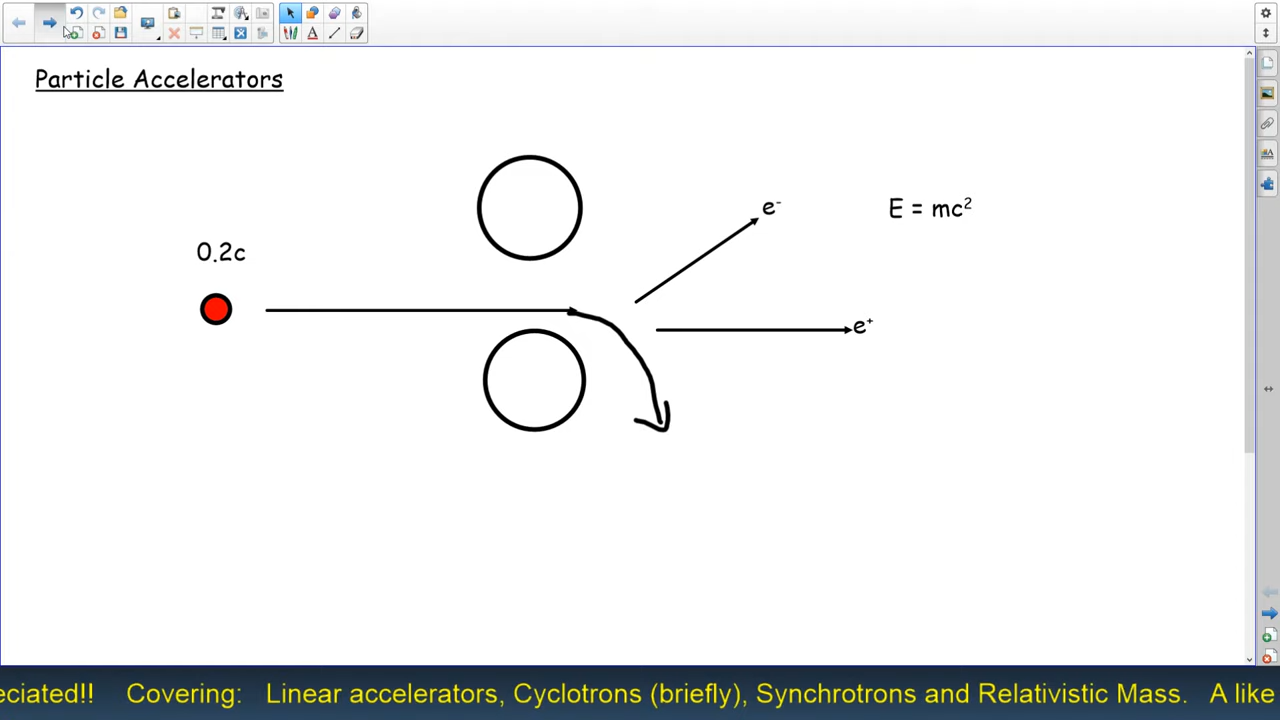 Particle Accelerators
e-
E = mc²
0.2c
e+
eciated!! Covering: Linear accelerators, Cyclotrons (briefly), Synchrotrons and Relativistic Mass. A like